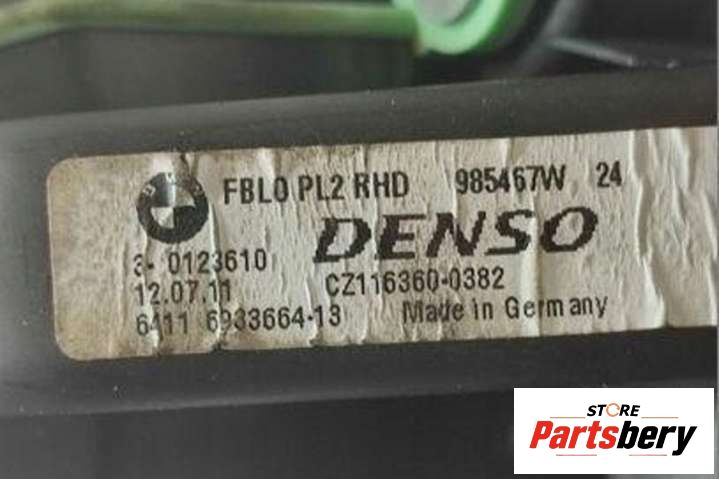 FBL0 PL2 RHD 985467W 24
DENSO
3- 0123610
12.07.11 CZ116360-0382
6411 6933664-13 Made in Germany
STORE
Partsbery